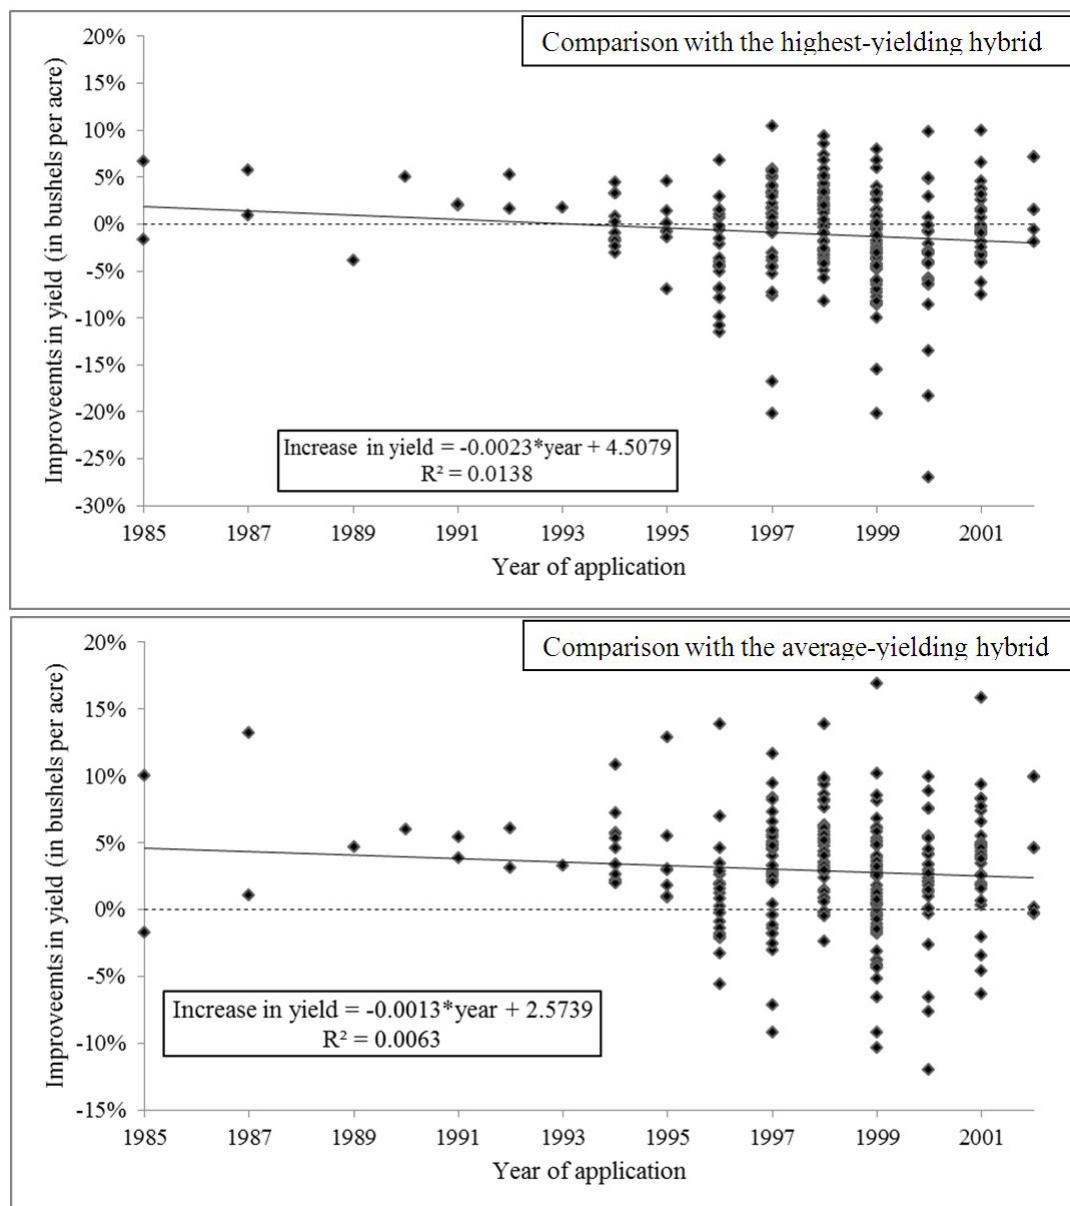 Comparison with the highest-yielding hybrid
Improveemts in yield (in bushels per acre)
20%
15%
10%
5%
0%
-5%
-10%
-15%
-20%
-25%
-30%
Increase in yield = -0.0023*year + 4.5079
R² = 0.0138
1985 1987 1989 1991 1993 1995 1997 1999 2001
Year of application
Comparison with the average-yielding hybrid
Improveemts in yield (in bushels per acre)
20%
15%
10%
5%
0%
-5%
-10%
-15%
Increase in yield = -0.0013*year + 2.5739
R² = 0.0063
1985 1987 1989 1991 1993 1995 1997 1999 2001
Year of application